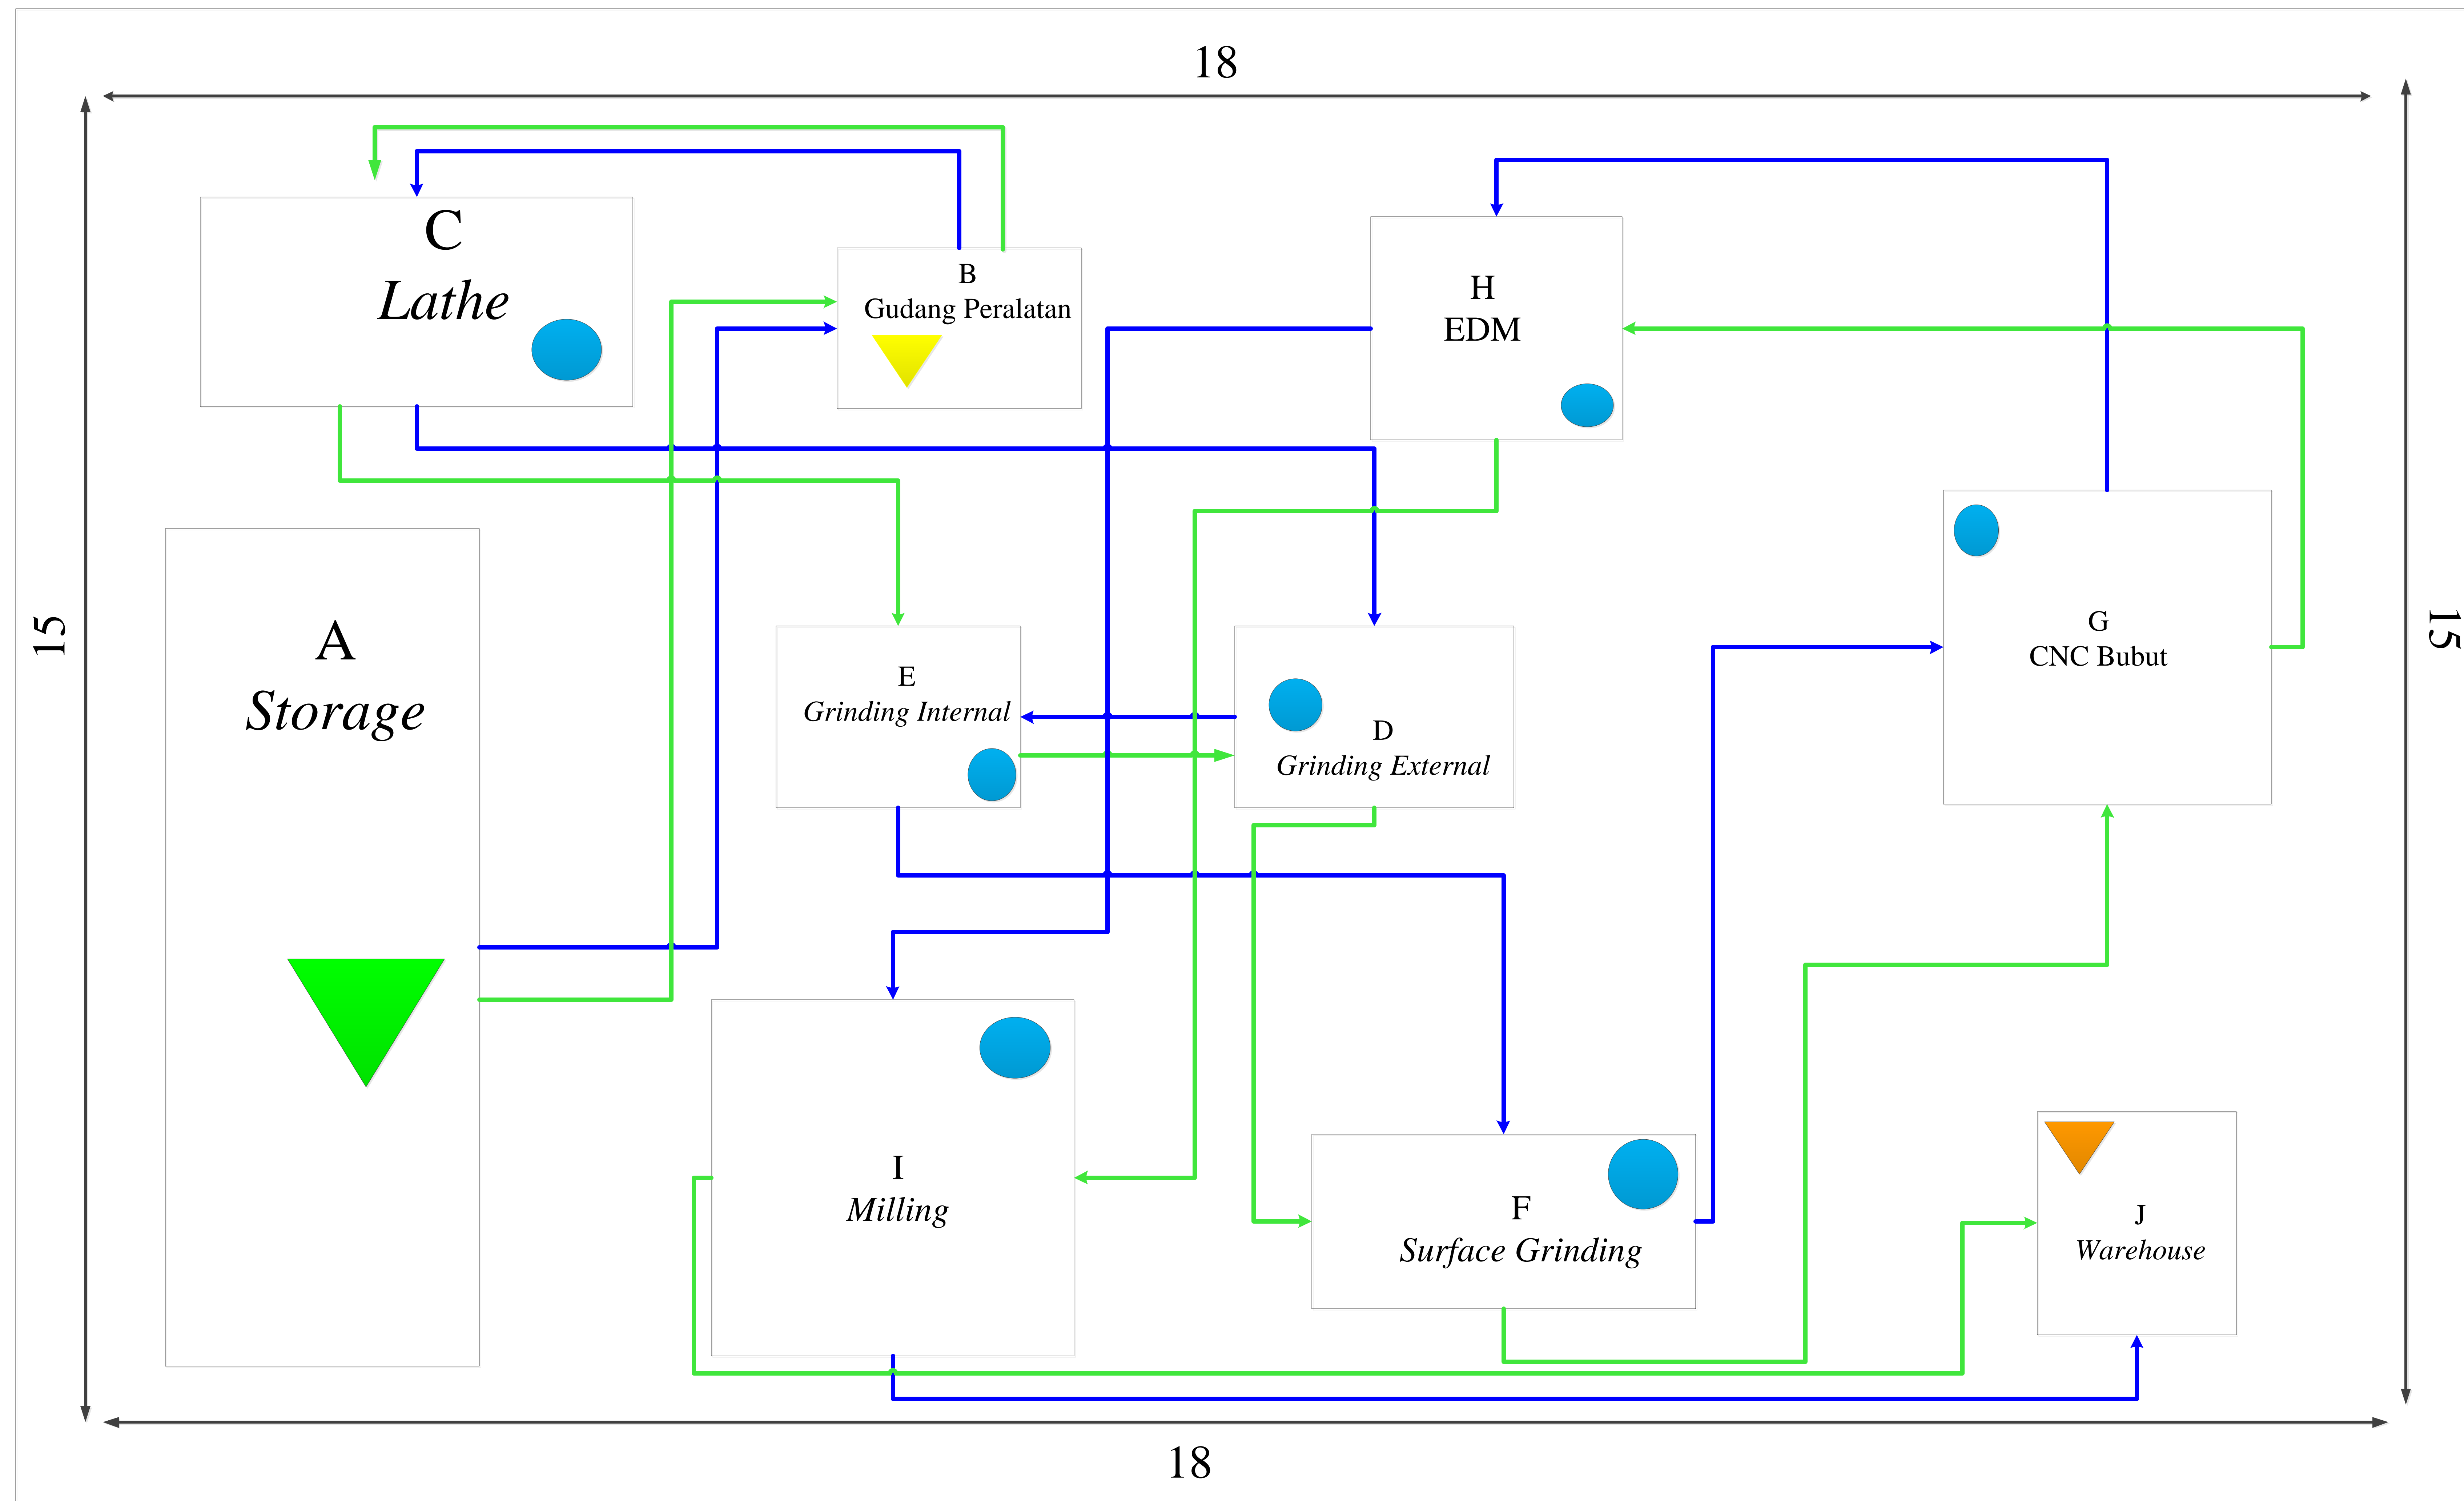 18
C
Lathe
B
Gudang Peralatan
H
EDM
15
A
Storage
E
Grinding Internal
D
Grinding External
G
CNC Bubut
15
I
Milling
F
Surface Grinding
J
Warehouse
18